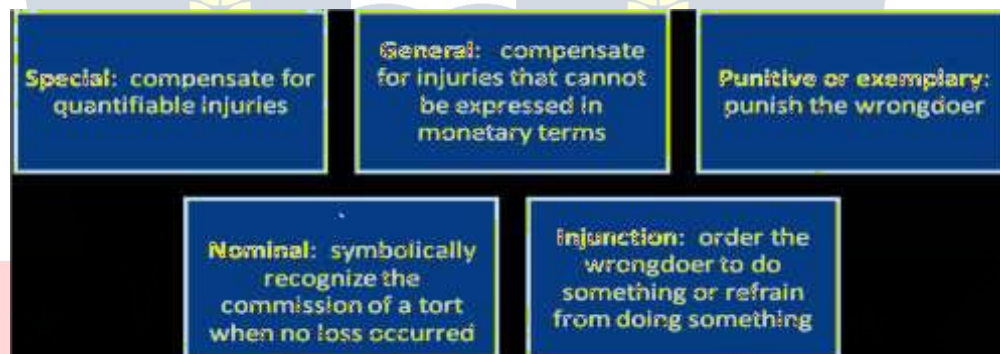 Special: compensate for
quantifiable injuries
General: compensate
for injuries that cannot
be expressed in
monetary terms
Punitive or exemplary:
punish the wrongdoer
Nominal: symbolically
recognize the
commission of a tort
when no loss occurred
Injunction: order the
wrongdoer to do
something or refrain
from doing something